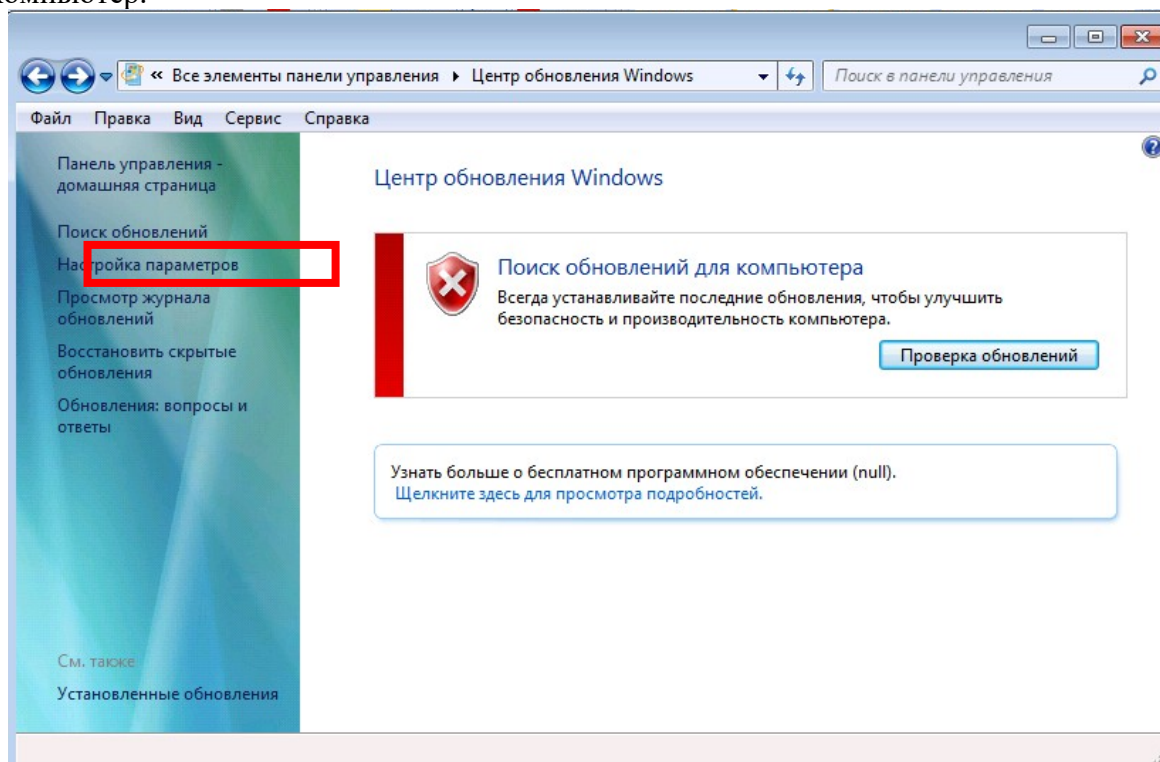 компьютер.
« Все элементы панели управления ▸ Центр обновления Windows
Поиск в панели управления
Файл Правка Вид Сервис Справка
Панель управления -
домашняя страница
Поиск обновлений
Настройка параметров
Просмотр журнала
обновлений
Восстановить скрытые
обновления
Обновления: вопросы и
ответы
См. также
Установленные обновления
Центр обновления Windows
Поиск обновлений для компьютера
Всегда устанавливайте последние обновления, чтобы улучшить
безопасность и производительность компьютера.
Проверка обновлений
Узнать больше о бесплатном программном обеспечении (null).
Щелкните здесь для просмотра подробностей.